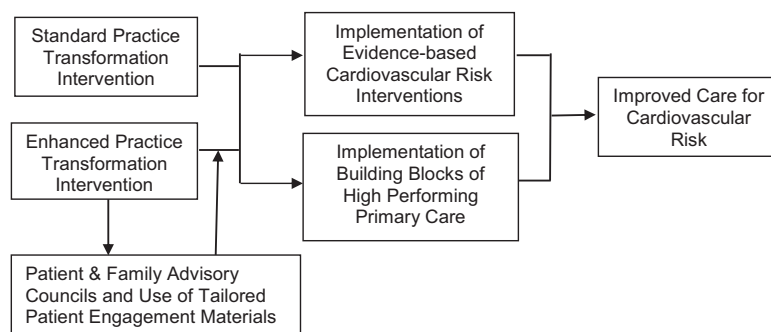 Standard Practice
Transformation
Intervention
Implementation of
Evidence-based
Cardiovascular Risk
Interventions
Improved Care for
Cardiovascular
Risk
Enhanced Practice
Transformation
Intervention
Implementation of
Building Blocks of
High Performing
Primary Care
Patient & Family Advisory
Councils and Use of Tailored
Patient Engagement Materials